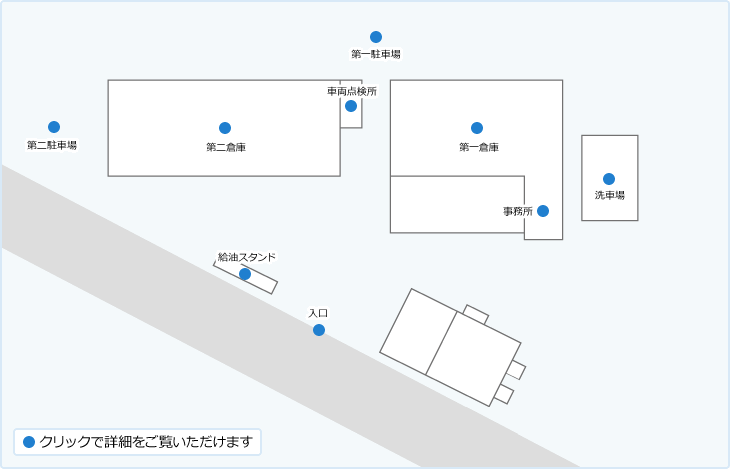 第一駐車場
車両点検所
第二駐車場
第二倉庫
第一倉庫
洗車場
事務所
給油スタンド
入口
クリックで詳細をご覧いただけます